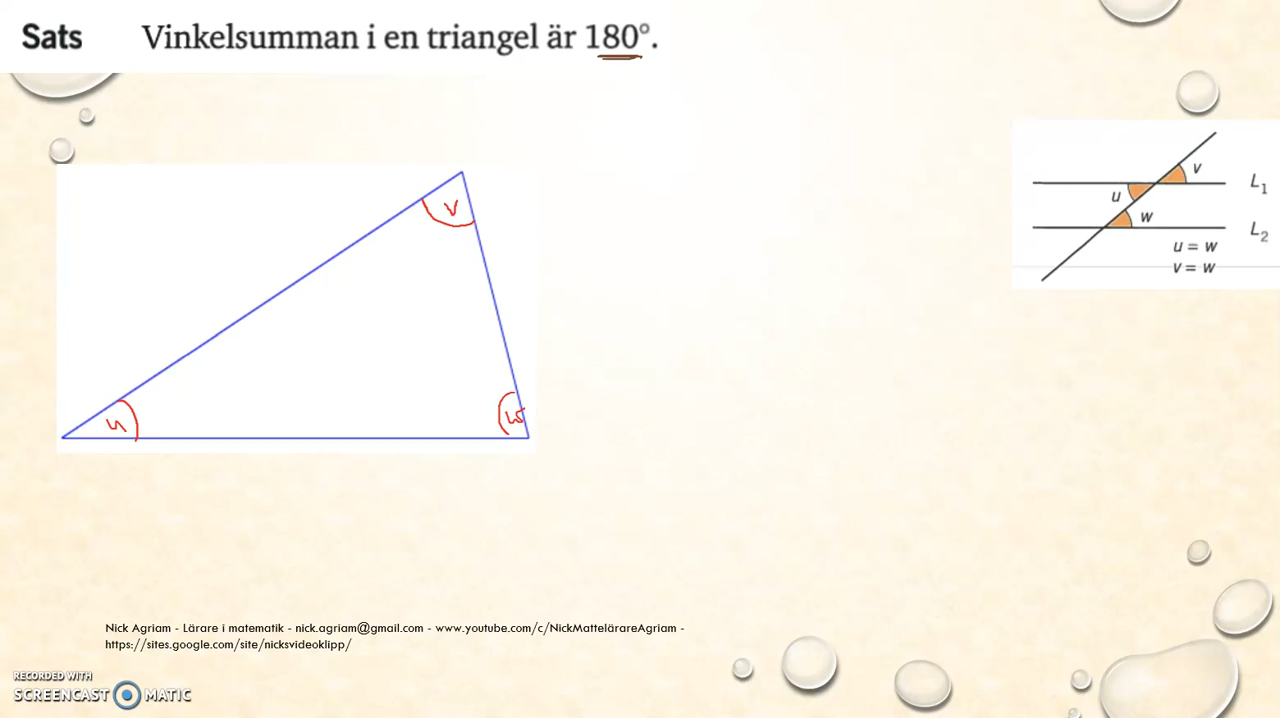 Sats Vinkelsumman i en triangel är 180°.
v
u
w
v
L₁
u
w
L₂
u = w
v = w
Nick Agriam - Lärare i matematik - nick.agriam@gmail.com - www.youtube.com/c/NickMattelärareAgriam -
https://sites.google.com/site/nicksvideoklipp/
RECORDED WITH
SCREENCAST MATIC